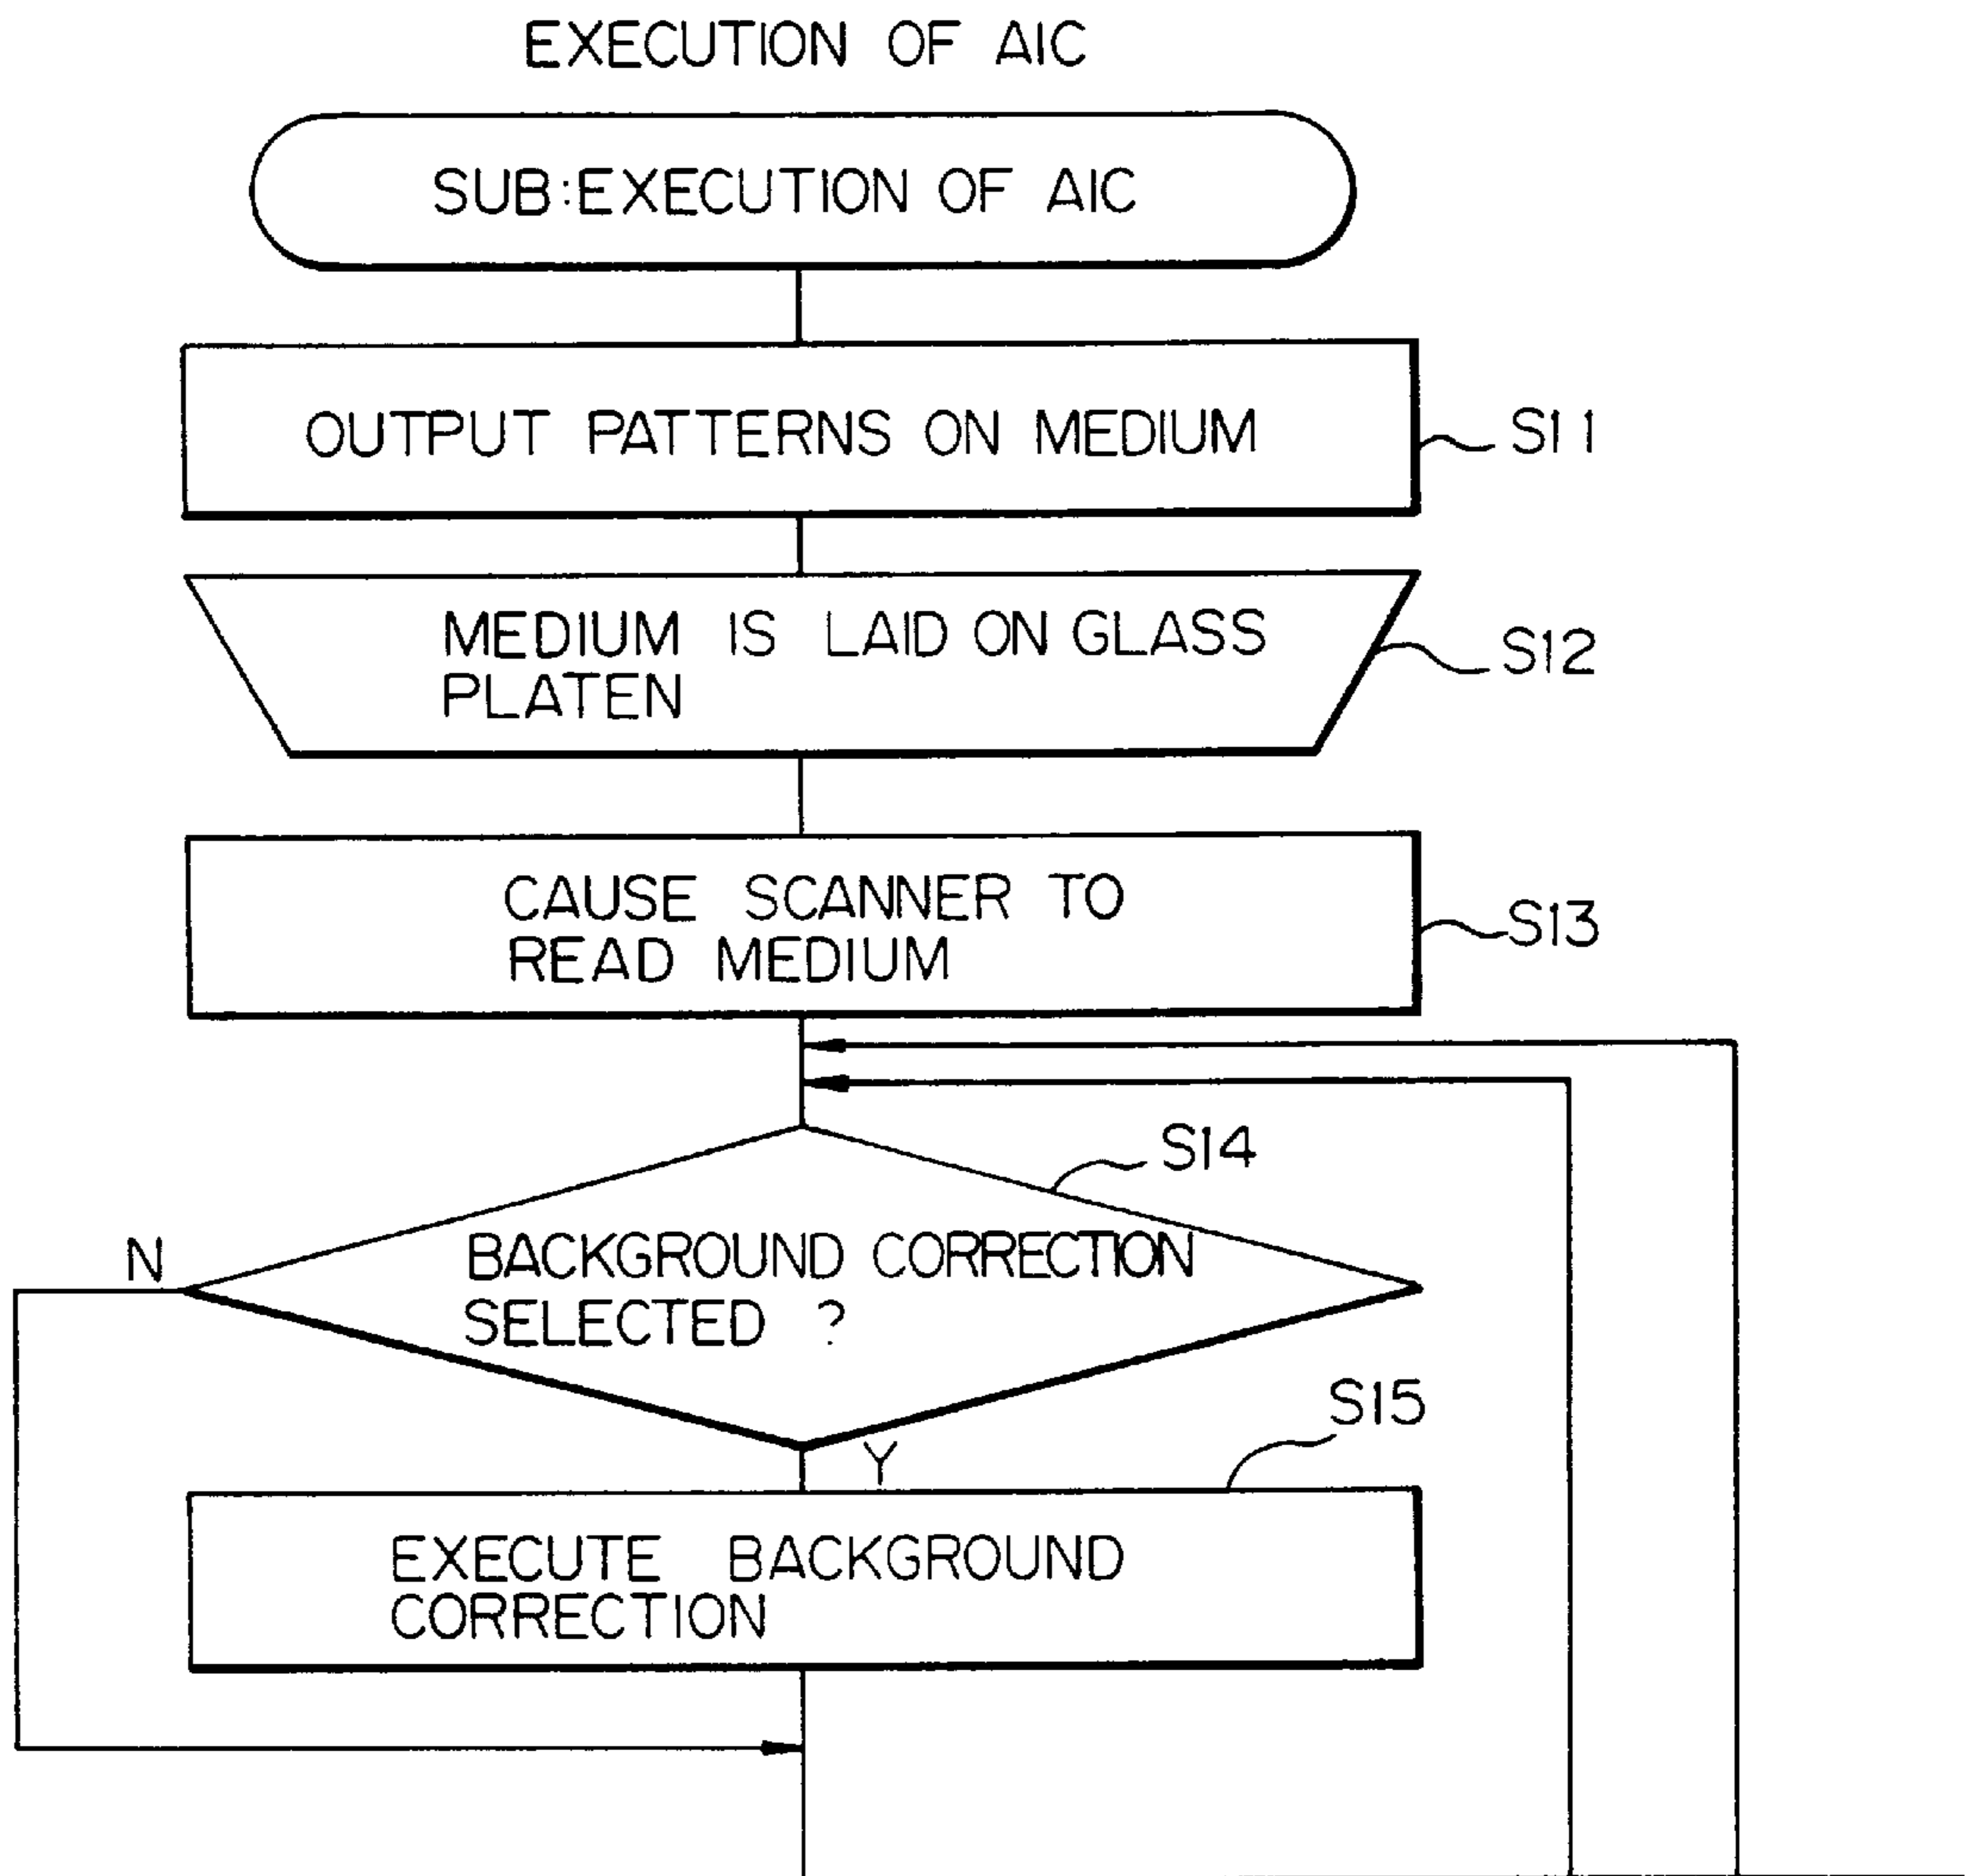 EXECUTION OF AIC
SUB:EXECUTION OF AIC
OUTPUT PATTERNS ON MEDIUM
S11
MEDIUM IS LAID ON GLASS
PLATEN
S12
CAUSE SCANNER TO
READ MEDIUM
S13
S14
N
BACKGROUND CORRECTION
SELECTED ?
S15
Y
EXECUTE BACKGROUND
CORRECTION